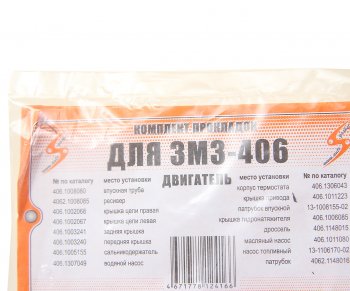 КОМПЛЕКТ ПРОКЛАДОК
ДЛЯ ЗМЗ-406
ДВИГАТЕЛЬ
№ по каталогу место установки
406.1008080 впускная труба
4062.1008065 ресивер
406.1002066 крышка цепи правая
406.1002067 крышка цепи левая
406.1003241 задняя крышка
406.1003240 передняя крышка
406.1005155 сальникодержатель
406.1307049 водяной насос
место установки № по каталогу
корпус термостата 406.1306043
крышка привода 406.1011223
патрубок впускной 13-1008155-02
крышка гидронатяжителя 406.1006085
дроссель 406.1148015
масляный насос 406.1011080
насос топливный 13-1106170-02
патрубок 4062.1148016
4671778124166